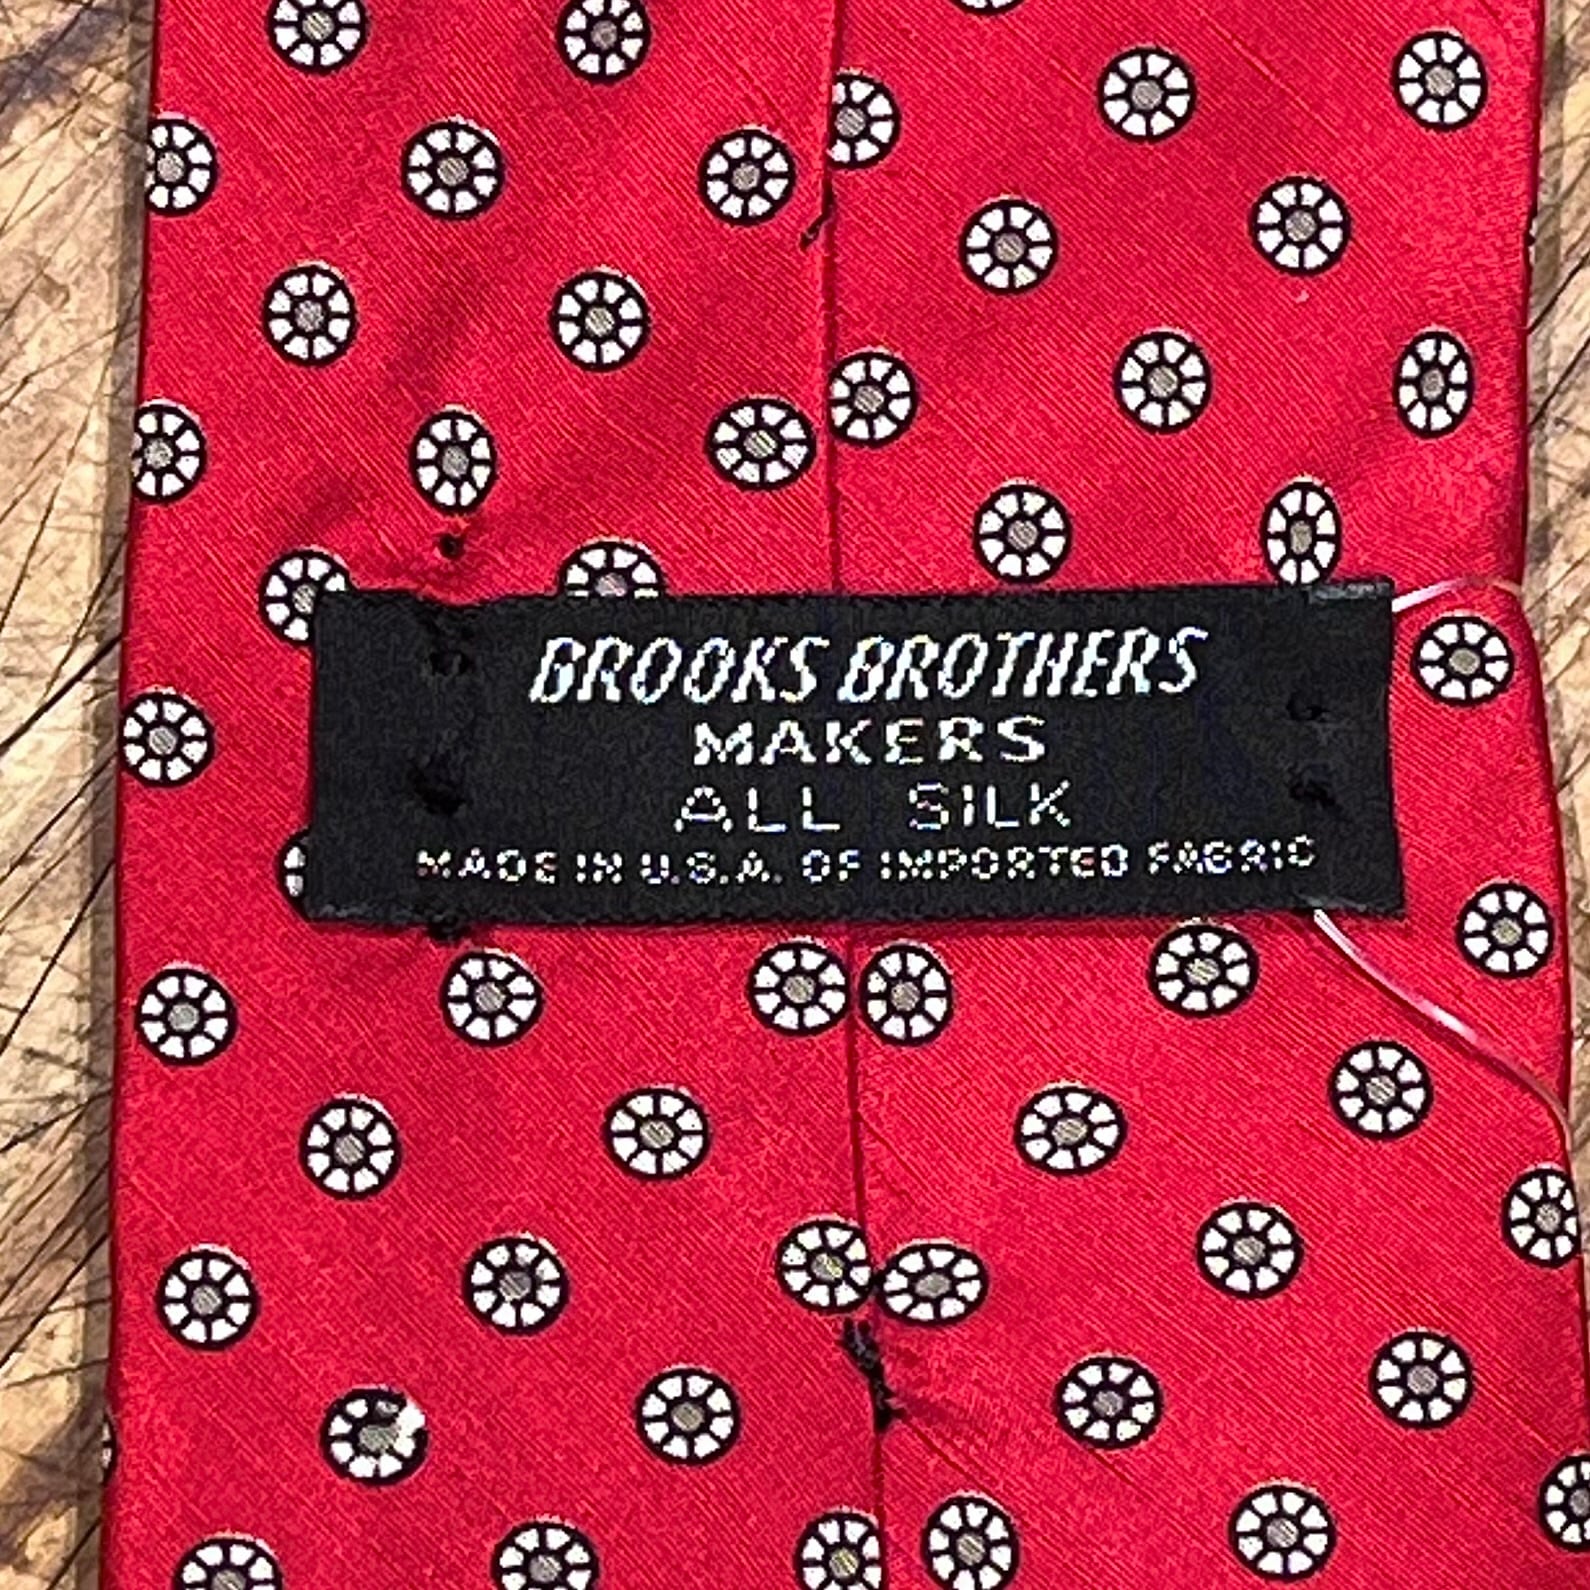 BROOKS BROTHERS
MAKERS
ALL SILK
MADE IN U.S.A. OF IMPORTED FABRIC